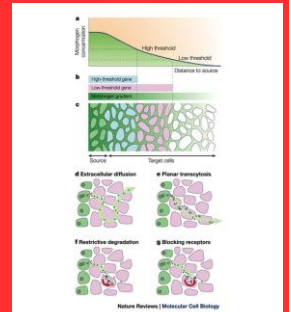 a
Morphogen
concentration
High threshold
Low threshold
Distance to source
b
High-threshold gene
Low-threshold gene
Morphogen gradient
c
Source
Target cells
d Extracellular diffusion
e Planar transcytosis
f Restrictive degradation
g Blocking receptors
Nature Reviews | Molecular Cell Biology